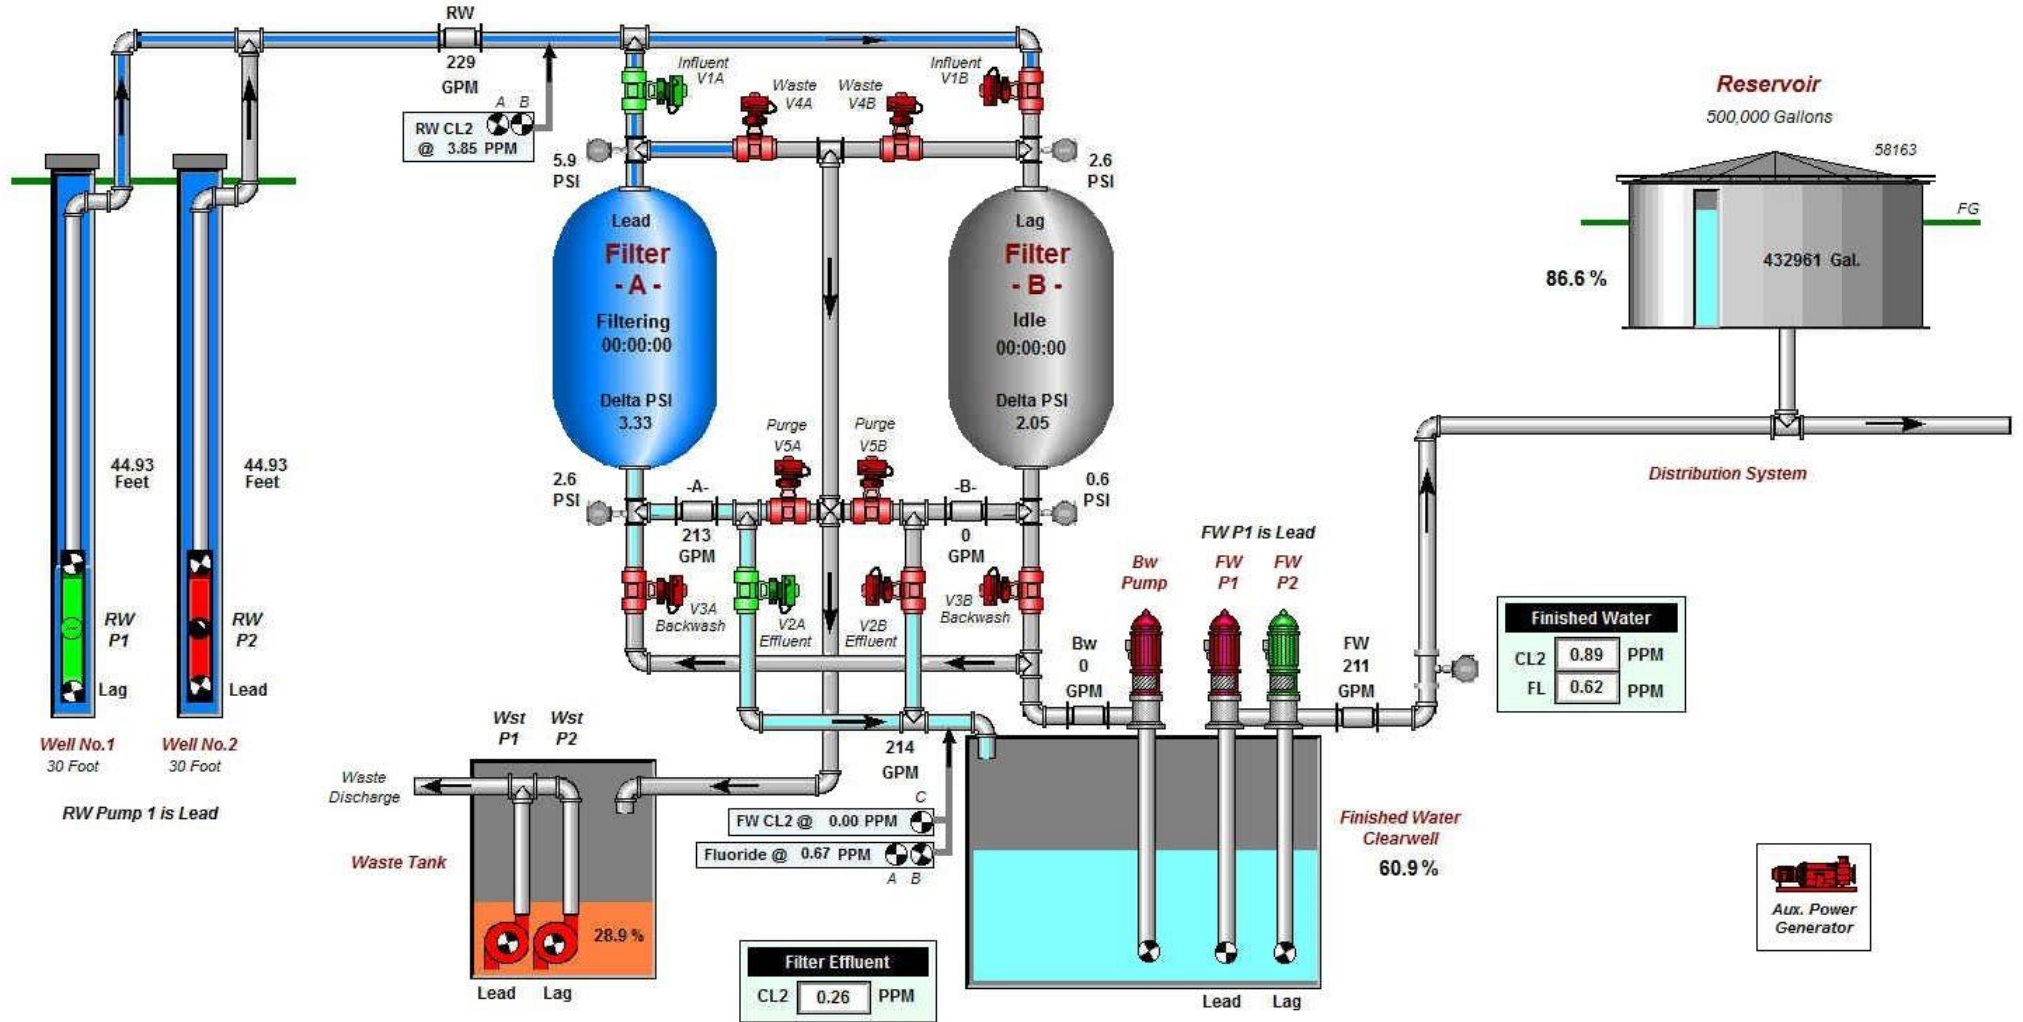 RW
229
GPM
A B
RW CL2
@ 3.85 PPM
Influent
V1A
Waste
V4A
Waste
V4B
Influent
V1B
5.9
PSI
2.6
PSI
Lead
Filter
- A -
Filtering
00:00:00
Delta PSI
3.33
Lag
Filter
- B -
Idle
00:00:00
Delta PSI
2.05
Reservoir
500,000 Gallons
58163
FG
86.6 %
432961 Gal.
Distribution System
44.93
Feet
44.93
Feet
RW
P1
Lag
RW
P2
Lead
Well No.1
30 Foot
Well No.2
30 Foot
RW Pump 1 is Lead
2.6
PSI
-A-
213
GPM
Purge
V5A
Purge
V5B
-B-
0
GPM
0.6
PSI
V3A
Backwash
V2A
Effluent
V2B
Effluent
V3B
Backwash
FW P1 is Lead
Bw
Pump
FW
P1
FW
P2
Bw
0
GPM
FW
211
GPM
Finished Water
CL2 0.89 PPM
FL 0.62 PPM
Wst
P1
Wst
P2
Waste
Discharge
Waste Tank
28.9 %
Lead Lag
214
GPM
C
FW CL2 @ 0.00 PPM
Fluoride @ 0.67 PPM
A B
Filter Effluent
CL2 0.26 PPM
Finished Water
Clearwell
60.9 %
Lead Lag
Aux. Power
Generator